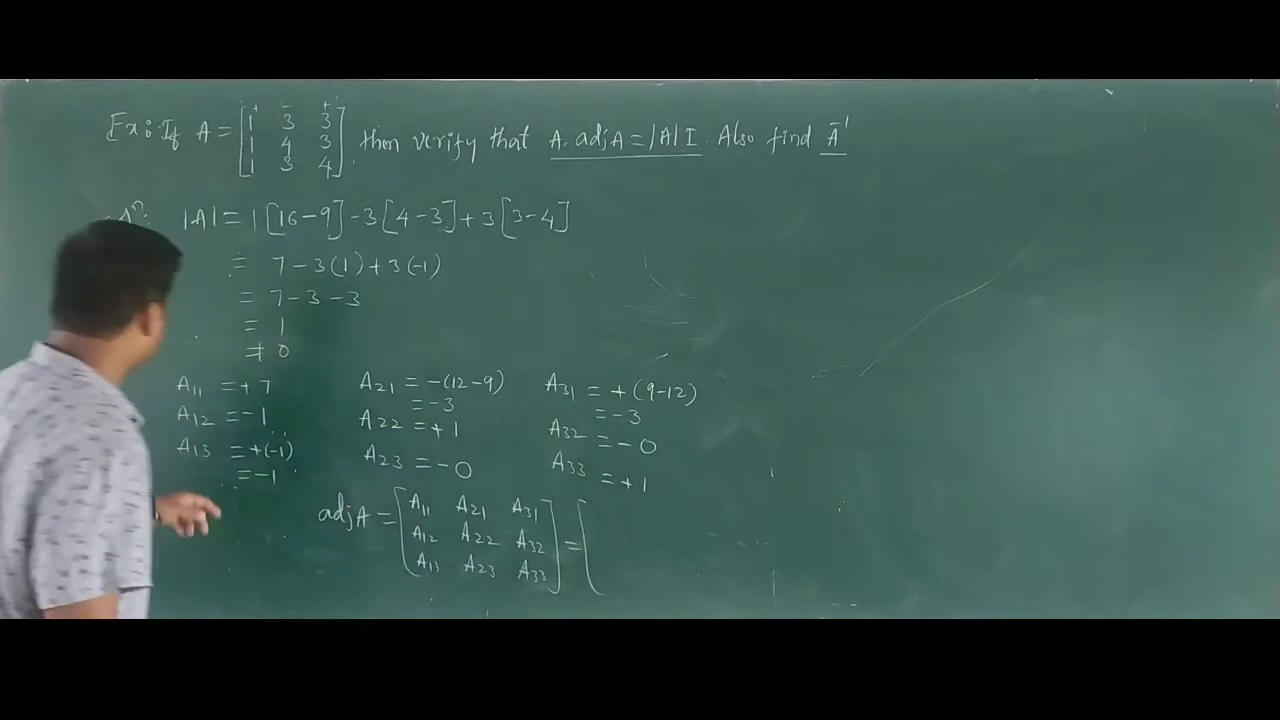 Ex: If A = [1 3 3
1 4 3
1 3 4], then verify that A. adjA = |A| I. Also find A⁻¹
|A| = 1[16-9]-3[4-3]+3[3-4]
= 7-3(1)+3(-1)
= 7-3-3
= 1
≠ 0
A₁₁ = +7 A₂₁ = -(12-9) A₃₁ = +(9-12)
= -3 = -3
A₁₂ = -1 A₂₂ = +1 A₃₂ = -0
A₁₃ = +(-1) A₂₃ = -0 A₃₃ = +1
= -1
adjA = [A₁₁ A₂₁ A₃₁
A₁₂ A₂₂ A₃₂
A₁₃ A₂₃ A₃₃] = [